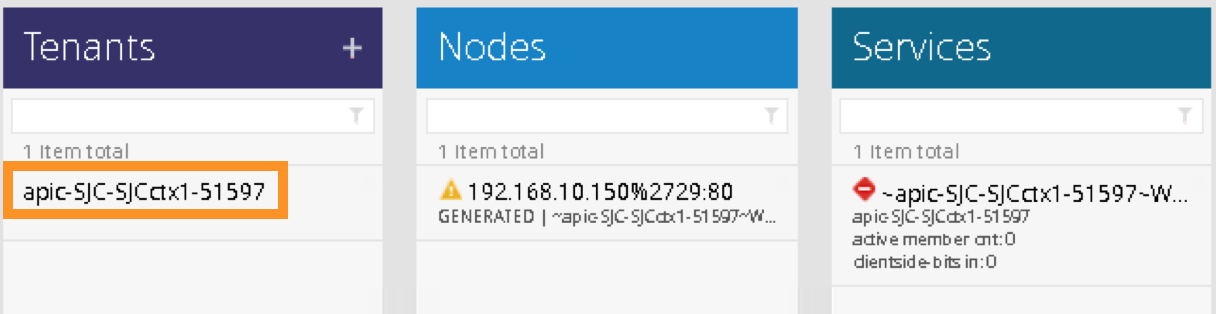 Tenants +
1 Item total
apic-SJC-SJCctx1-51597
Nodes
1 Item total
192.168.10.150%2729:80
GENERATED | ~apic-SJC-SJCctx1-51597~W...
Services
1 Item total
~apic-SJC-SJCctx1-51597~W...
apic-SJC-SJCctx1-51597
active member cnt:0
clientside-bits in:0